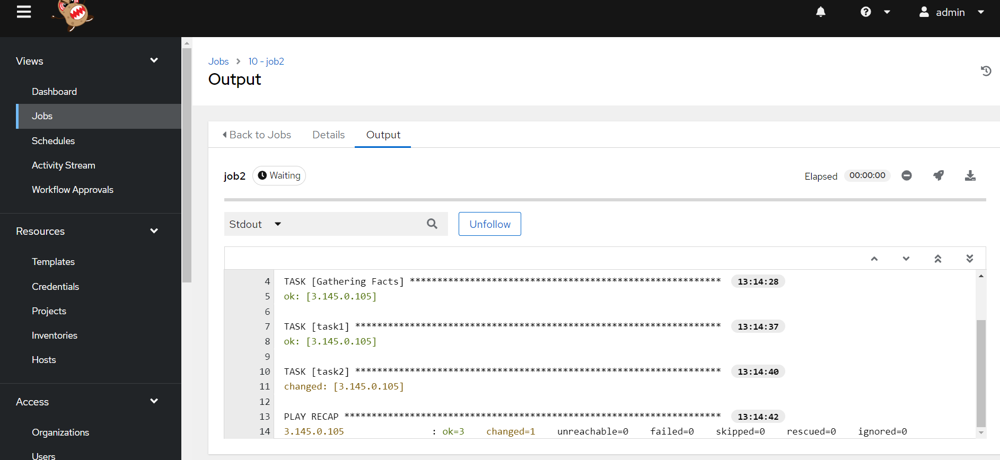 admin
Views
Dashboard
Jobs
Schedules
Activity Stream
Workflow Approvals
Resources
Templates
Credentials
Projects
Inventories
Hosts
Access
Organizations
Users
Jobs > 10 - job2
Output
Back to Jobs Details Output
job2 Waiting Elapsed 00:00:00
Stdout Unfollow
4 TASK [Gathering Facts] ********************************************************* 13:14:28
5 ok: [3.145.0.105]
6
7 TASK [task1] ******************************************************************* 13:14:37
8 ok: [3.145.0.105]
9
10 TASK [task2] ******************************************************************* 13:14:40
11 changed: [3.145.0.105]
12
13 PLAY RECAP ********************************************************************* 13:14:42
14 3.145.0.105 : ok=3 changed=1 unreachable=0 failed=0 skipped=0 rescued=0 ignored=0